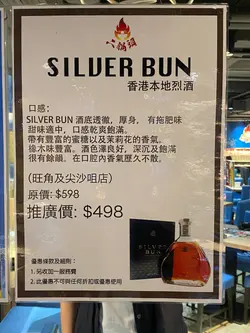 二鍋頭
SILVER BUN
香港本地烈酒
口感：
SILVER BUN 酒底透徹，厚身， 有拖肥味
甜味適中，口感乾爽飽滿。
帶有豐富的蜜糖以及茉莉花的香氣。
橡木味豐富。酒色澤良好，深沉及飽滿
很有餘韻。在口腔內香氣歷久不散。
（旺角及尖沙咀店）
原價: $598
推廣價: $498
SILVER
BUN
優惠條款及細則：
1. 另收加一服務費
2. 此優惠不可與任何折扣或優惠使用